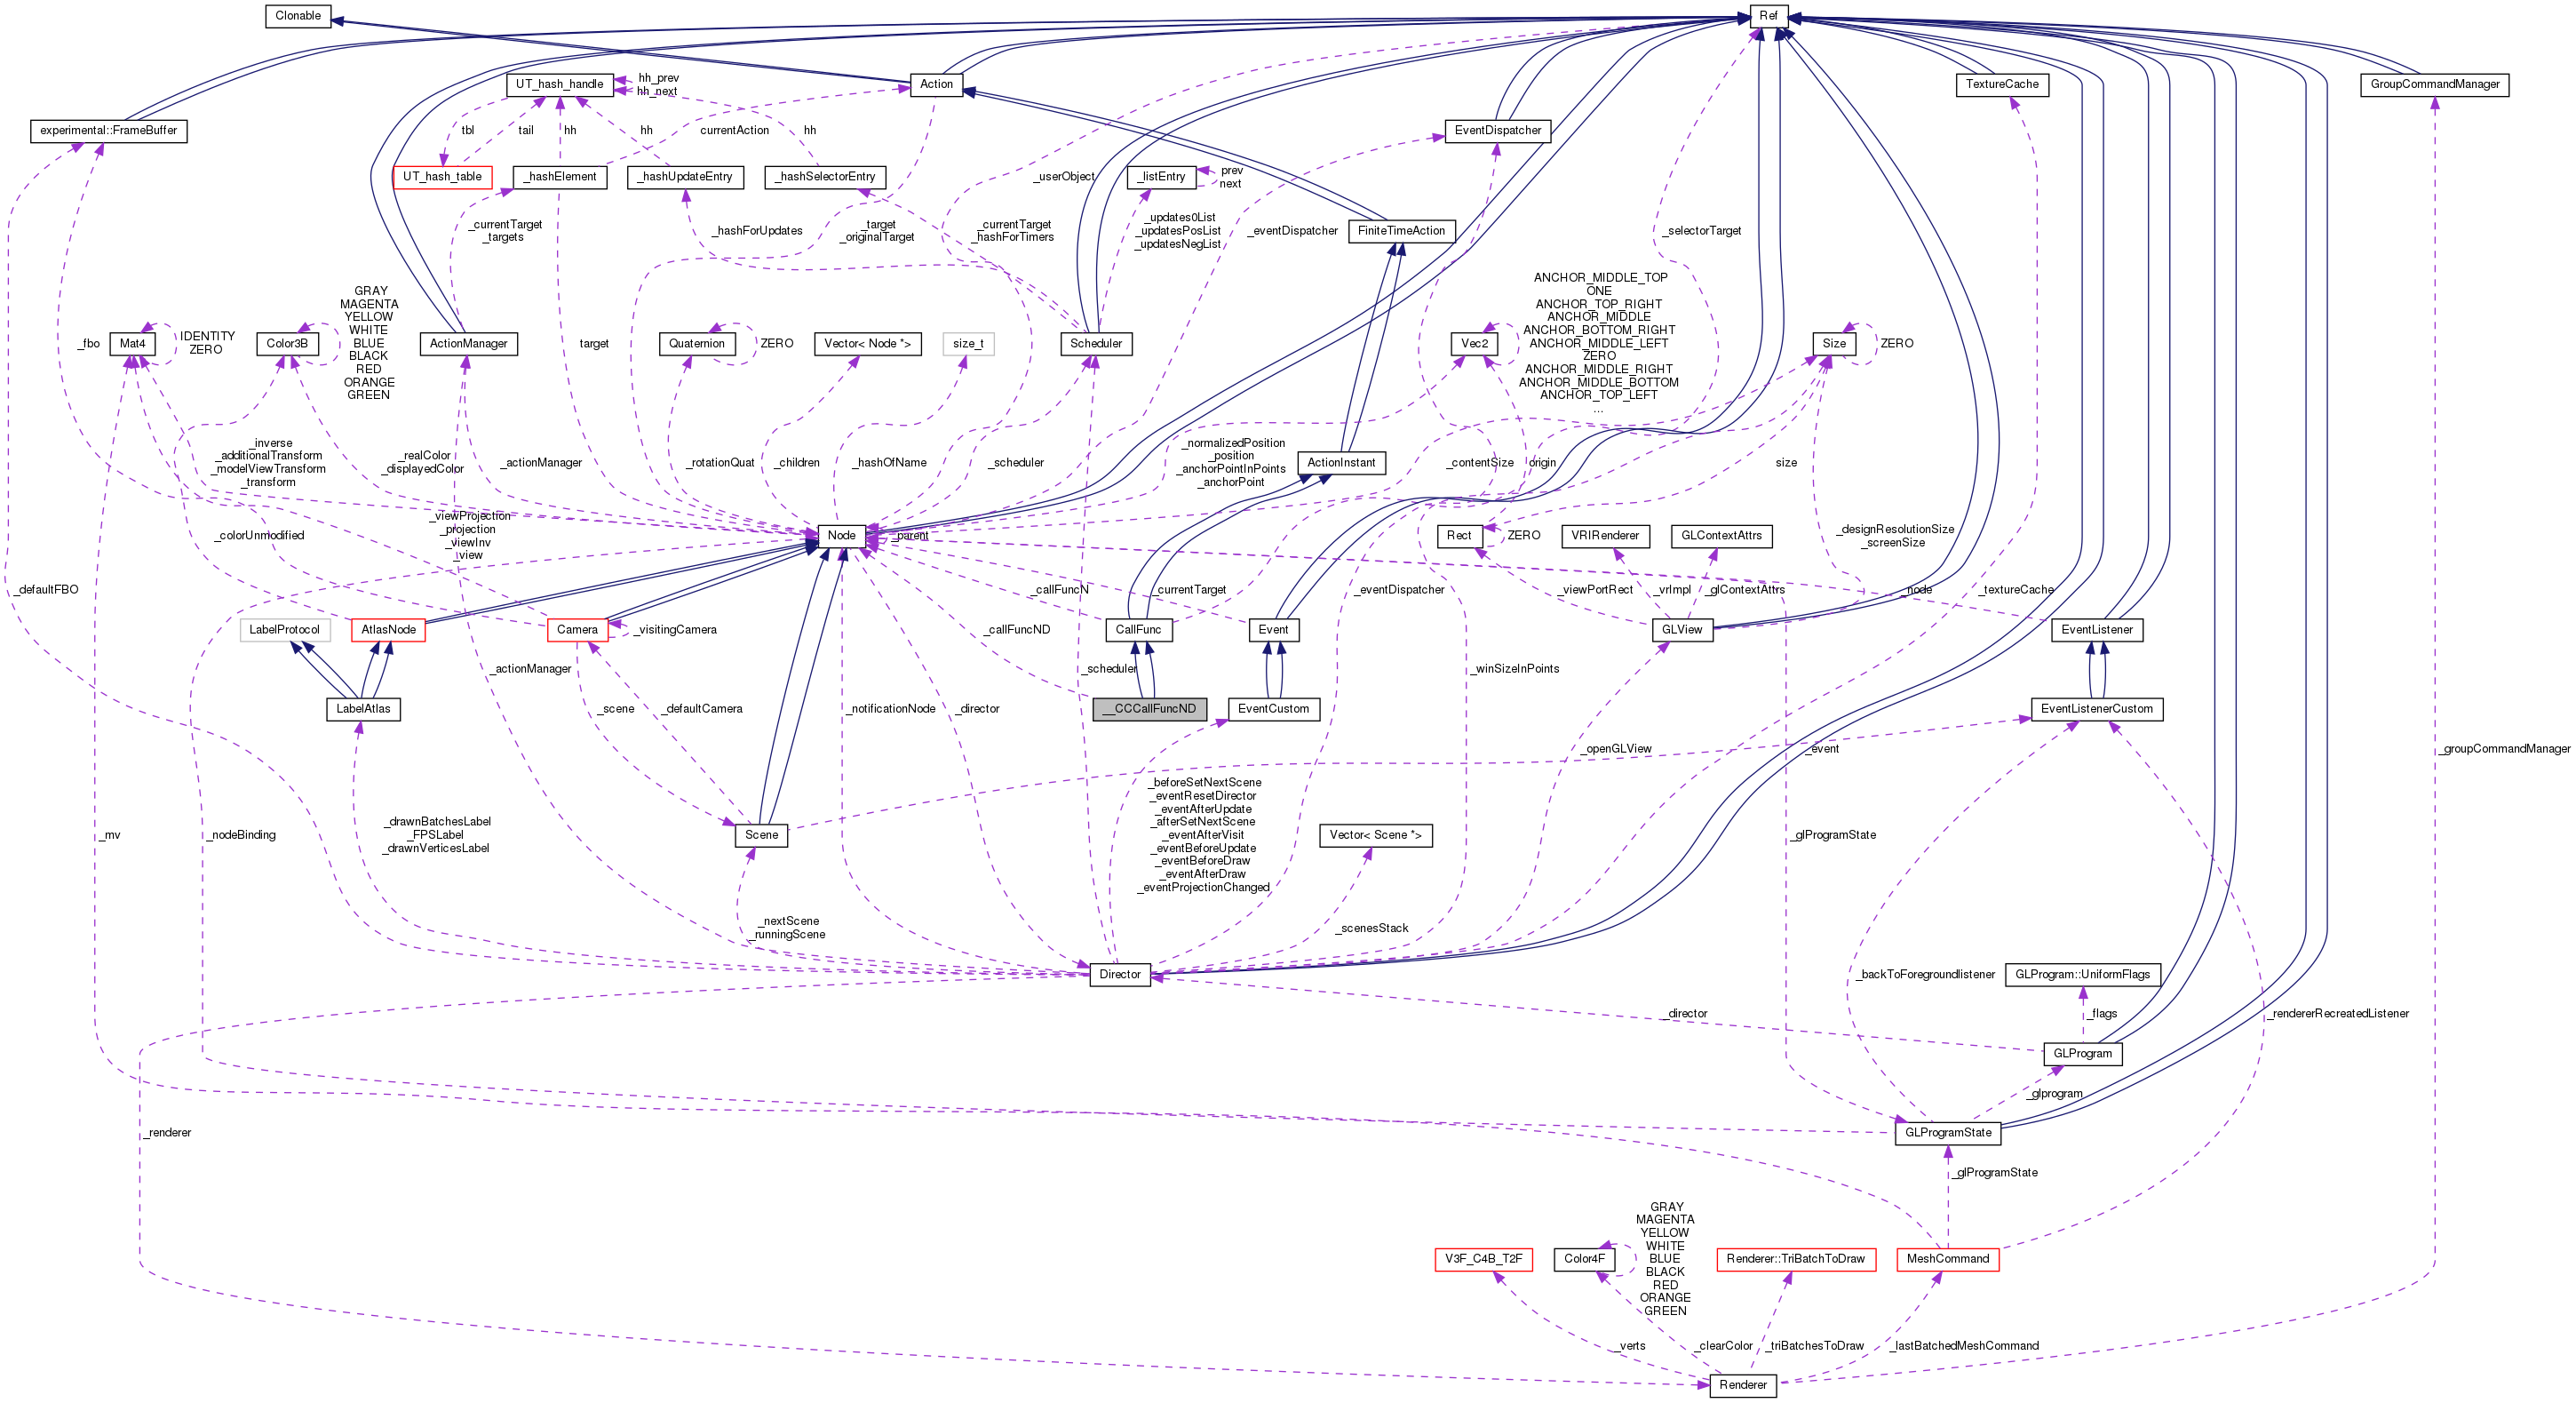 Clonable
Ref
UT_hash_handle
hh_prev
hh_next
Action
TextureCache
GroupCommandManager
experimental::FrameBuffer
tbl
tail
hh
hh
hh
currentAction
EventDispatcher
UT_hash_table
_hashElement
_hashUpdateEntry
_hashSelectorEntry
_listEntry
prev
next
_userObject
_currentTarget
_targets
_hashForUpdates
_target
_originalTarget
_currentTarget
_hashForTimers
_updates0List
_updatesPosList
_updatesNegList
_eventDispatcher
FiniteTimeAction
_selectorTarget
GRAY
MAGENTA
YELLOW
WHITE
BLUE
BLACK
RED
ORANGE
GREEN
ANCHOR_MIDDLE_TOP
ONE
ANCHOR_TOP_RIGHT
ANCHOR_MIDDLE
ANCHOR_BOTTOM_RIGHT
ANCHOR_MIDDLE_LEFT
ZERO
ANCHOR_MIDDLE_RIGHT
ANCHOR_MIDDLE_BOTTOM
ANCHOR_TOP_LEFT
...
_fbo
Mat4
IDENTITY
ZERO
Color3B
ActionManager
target
Quaternion
ZERO
Vector< Node *>
size_t
Scheduler
Vec2
Size
ZERO
_inverse
_additionalTransform
_modelViewTransform
_transform
_realColor
_displayedColor
_actionManager
_rotationQuat
_children
_hashOfName
_scheduler
_normalizedPosition
_position
_anchorPointInPoints
_anchorPoint
ActionInstant
_contentSize
origin
size
_colorUnmodified
_viewProjection
_projection
_viewInv
_view
Node
_parent
Rect
ZERO
VRIRenderer
GLContextAttrs
_designResolutionSize
_screenSize
_defaultFBO
_callFuncN
_currentTarget
_eventDispatcher
_viewPortRect
_vrImpl
_glContextAttrs
_node
_textureCache
LabelProtocol
AtlasNode
Camera
_visitingCamera
_callFuncND
CallFunc
Event
GLView
EventListener
_actionManager
_scheduler
_winSizeInPoints
LabelAtlas
_scene
_defaultCamera
_notificationNode
_director
__CCCallFuncND
EventCustom
EventListenerCustom
_openGLView
_event
_groupCommandManager
_mv
_nodeBinding
_drawnBatchesLabel
_FPSLabel
_drawnVerticesLabel
Scene
_beforeSetNextScene
_eventResetDirector
_eventAfterUpdate
_afterSetNextScene
_eventAfterVisit
_eventBeforeUpdate
_eventBeforeDraw
_eventAfterDraw
_eventProjectionChanged
Vector< Scene *>
_glProgramState
_nextScene
_runningScene
_scenesStack
Director
_backToForegroundlistener
GLProgram::UniformFlags
_director
_flags
_rendererRecreatedListener
GLProgram
_glprogram
_renderer
GLProgramState
_glProgramState
GRAY
MAGENTA
YELLOW
WHITE
BLUE
BLACK
RED
ORANGE
GREEN
V3F_C4B_T2F
Color4F
Renderer::TriBatchToDraw
MeshCommand
_verts
_clearColor
_triBatchesToDraw
_lastBatchedMeshCommand
Renderer